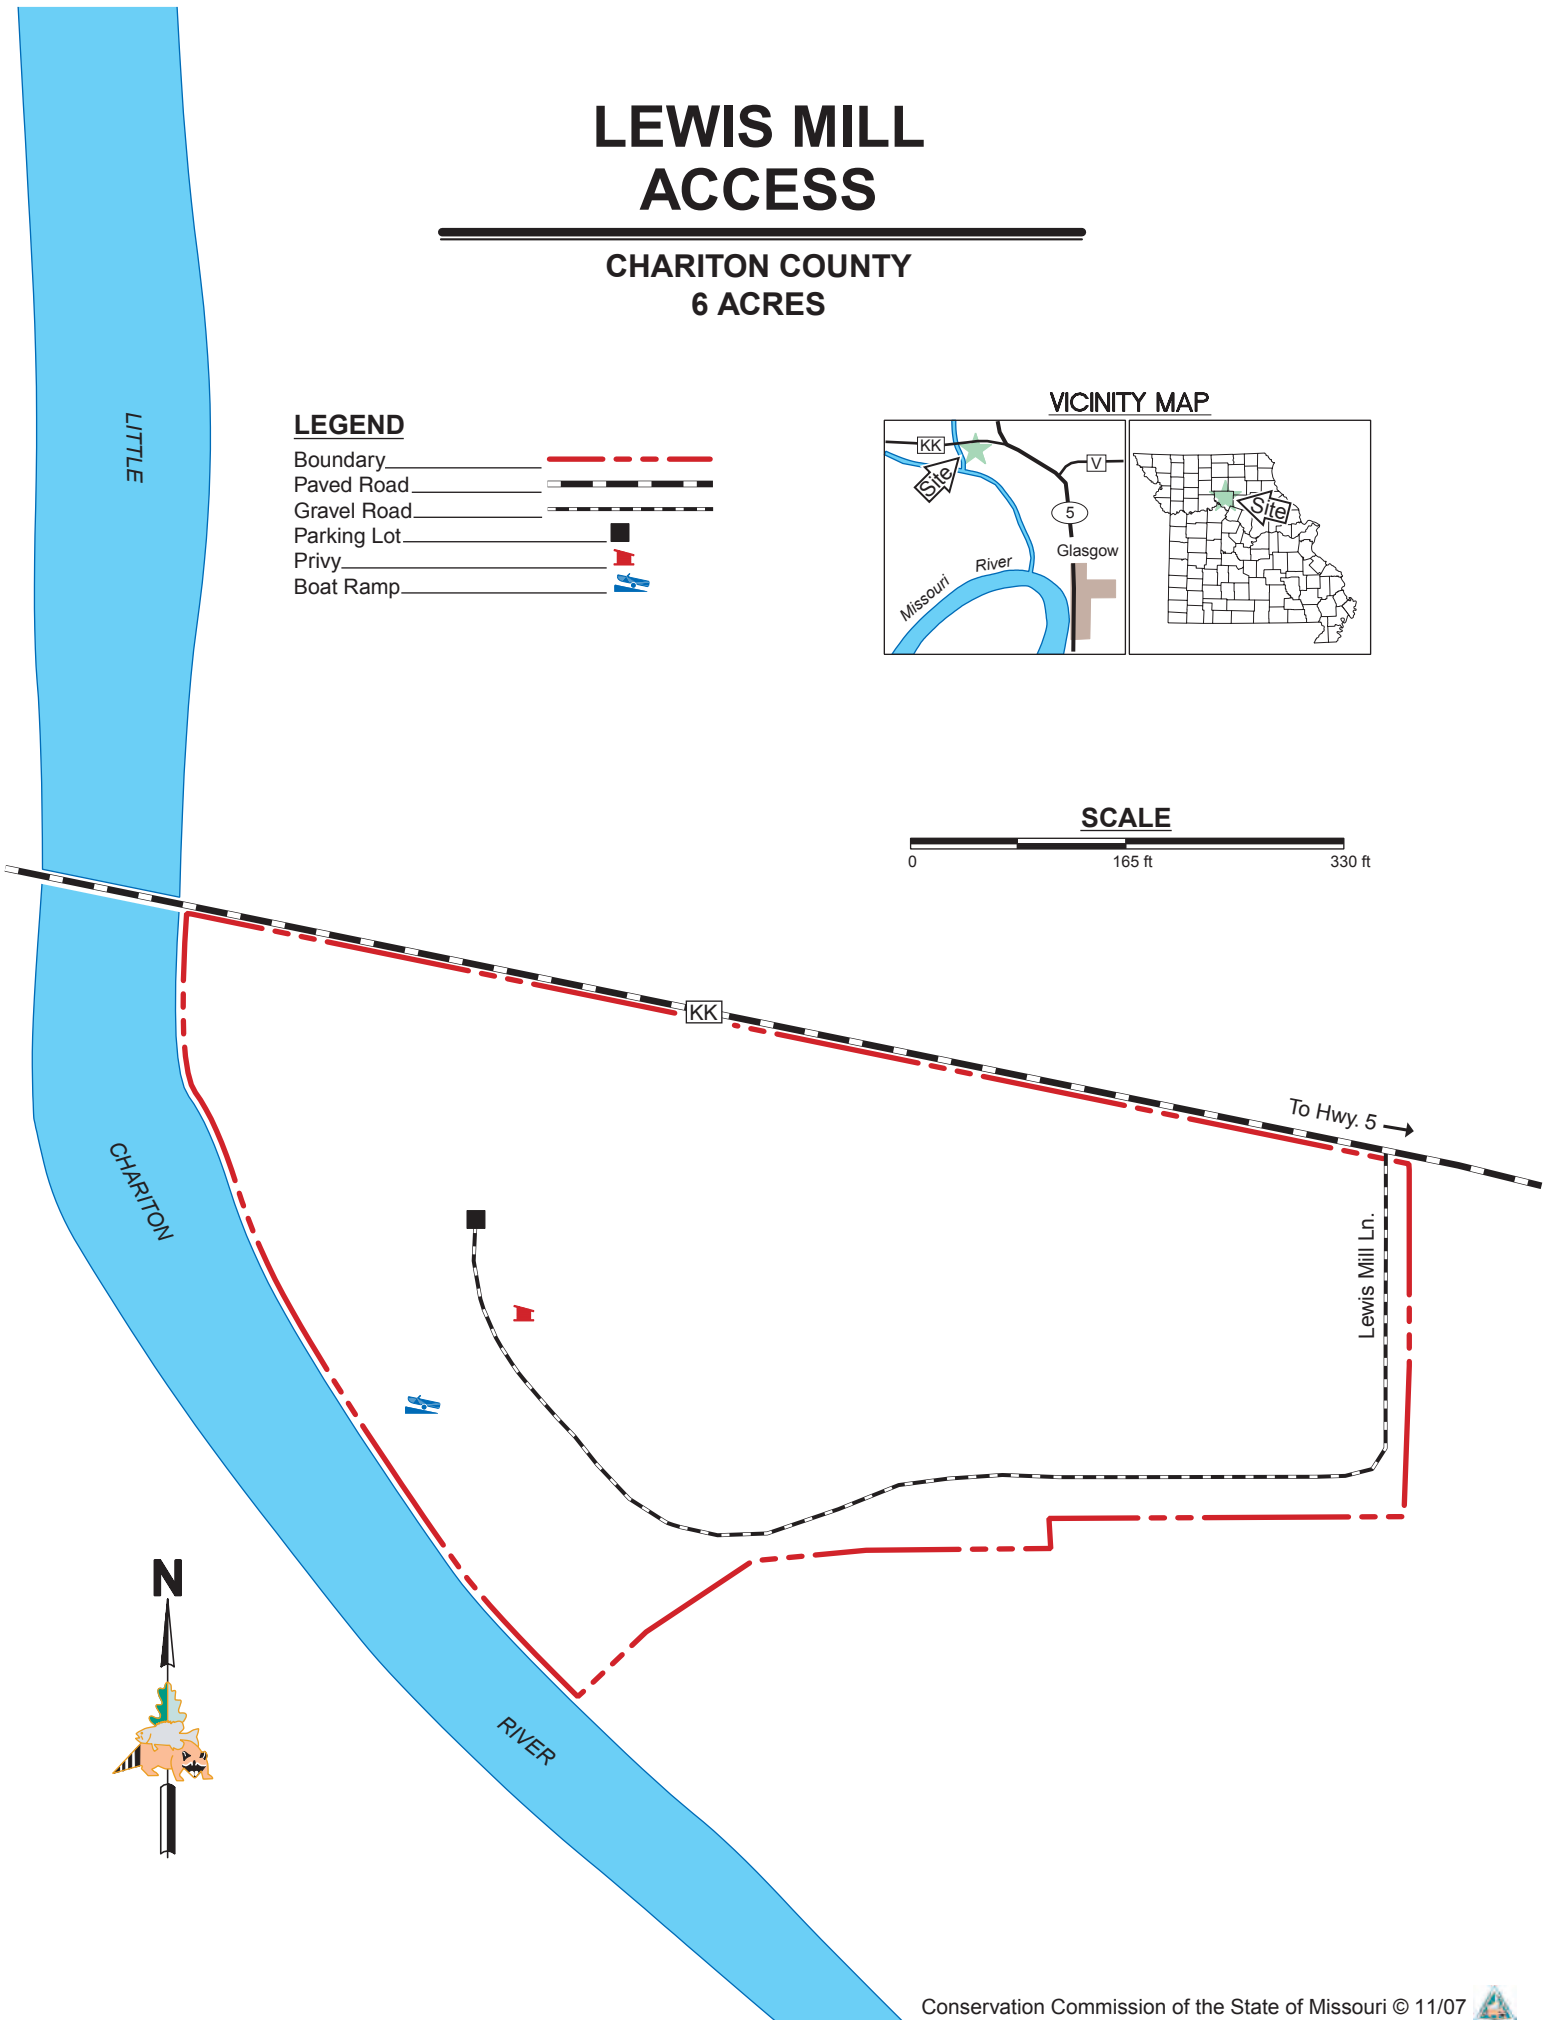 LEWIS MILL
ACCESS
CHARITON COUNTY
6 ACRES
LEGEND
Boundary
Paved Road
Gravel Road
Parking Lot
Privy
Boat Ramp
VICINITY MAP
KK
V
Site
5
Glasgow
Missouri River
Site
SCALE
0 165 ft 330 ft
LITTLE
CHARITON
RIVER
KK
To Hwy. 5
Lewis Mill Ln.
N
Conservation Commission of the State of Missouri © 11/07